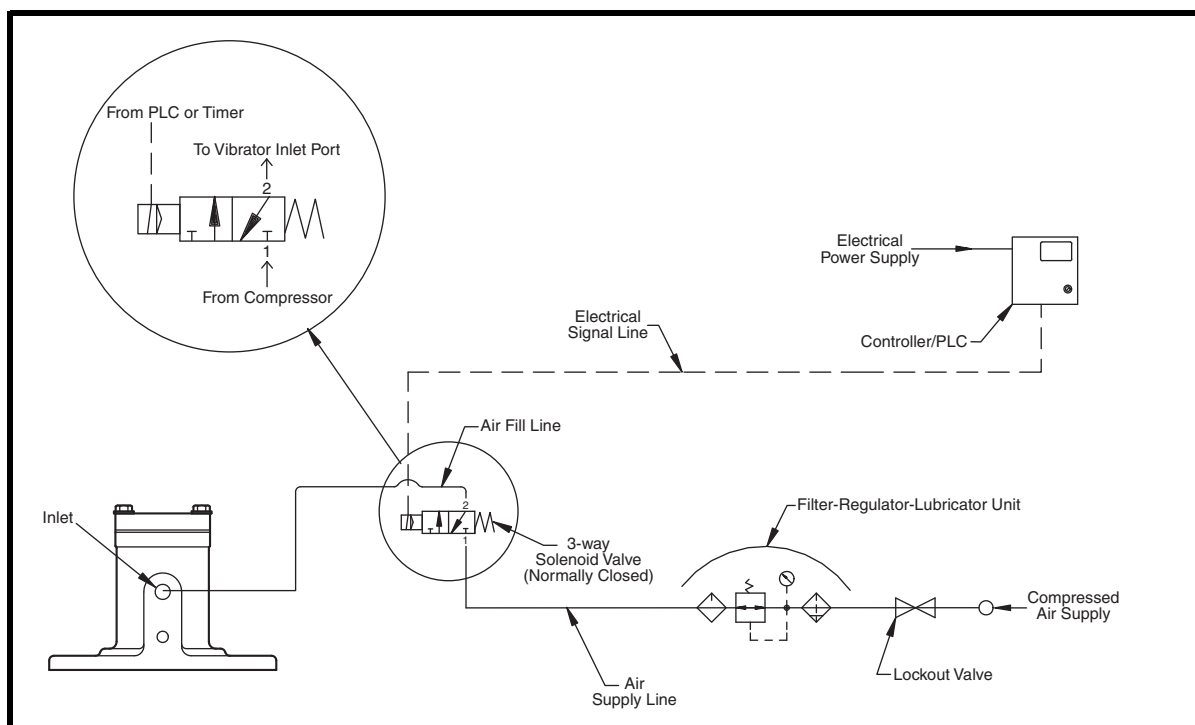 From PLC or Timer
To Vibrator Inlet Port
2
1
From Compressor
Electrical
Power Supply
Controller/PLC
Electrical
Signal Line
Air Fill Line
Inlet
2
1
3-way
Solenoid Valve
(Normally Closed)
Filter-Regulator-Lubricator Unit
Compressed
Air Supply
Lockout Valve
Air
Supply Line